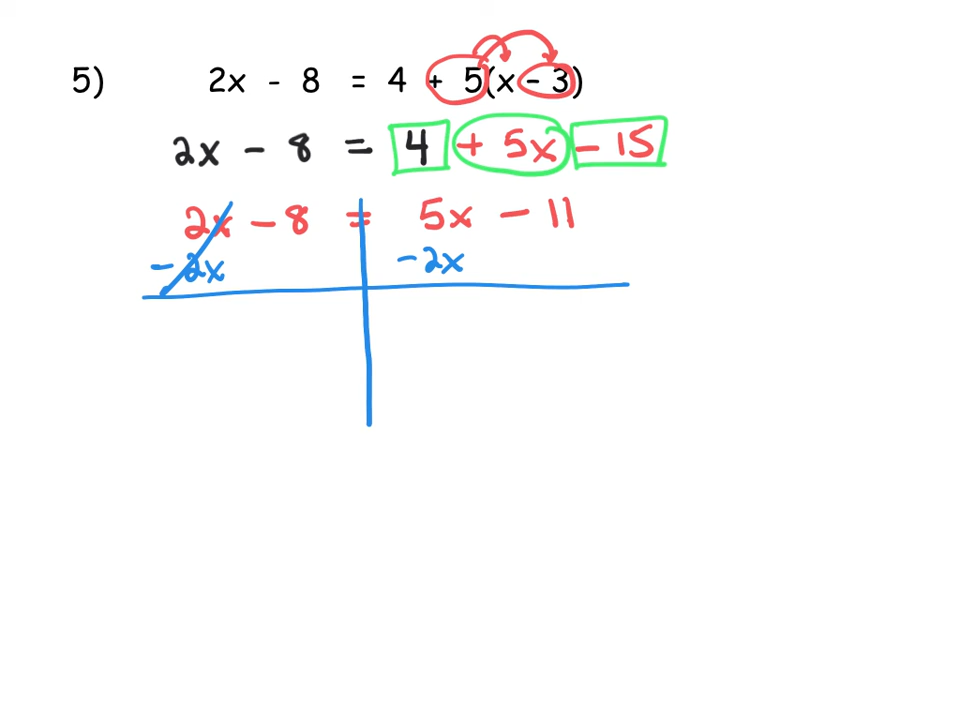 5) 2x - 8 = 4 + 5(x - 3)
2x - 8 = 4 + 5x - 15
2x - 8 = 5x - 11
- 2x - 2x